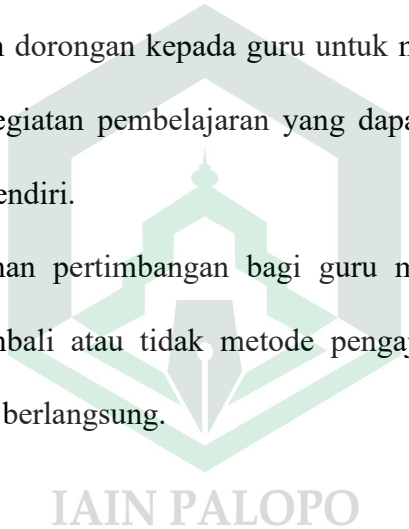 dorongan kepada guru untuk
egiatan pembelajaran yang dapa
endiri.
nan pertimbangan bagi guru m
mbali atau tidak metode pengaj
berlangsung.
IAIN PALOPO